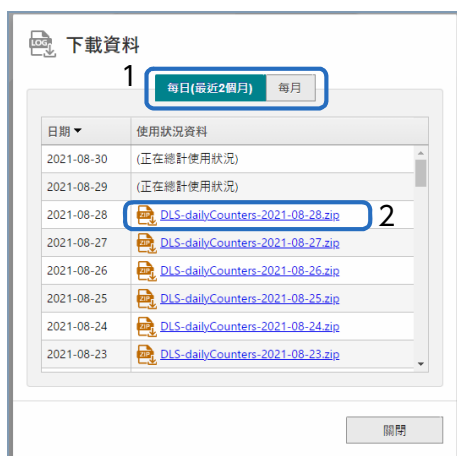 LOG
下載資料
1
每日(最近2個月) 每月
日期▼ 使用狀況資料
2021-08-30 (正在總計使用狀況)
2021-08-29 (正在總計使用狀況)
2021-08-28 ZIP DLS-dailyCounters-2021-08-28.zip 2
2021-08-27 ZIP DLS-dailyCounters-2021-08-27.zip
2021-08-26 ZIP DLS-dailyCounters-2021-08-26.zip
2021-08-25 ZIP DLS-dailyCounters-2021-08-25.zip
2021-08-24 ZIP DLS-dailyCounters-2021-08-24.zip
2021-08-23 ZIP DLS-dailyCounters-2021-08-23.zip
關閉